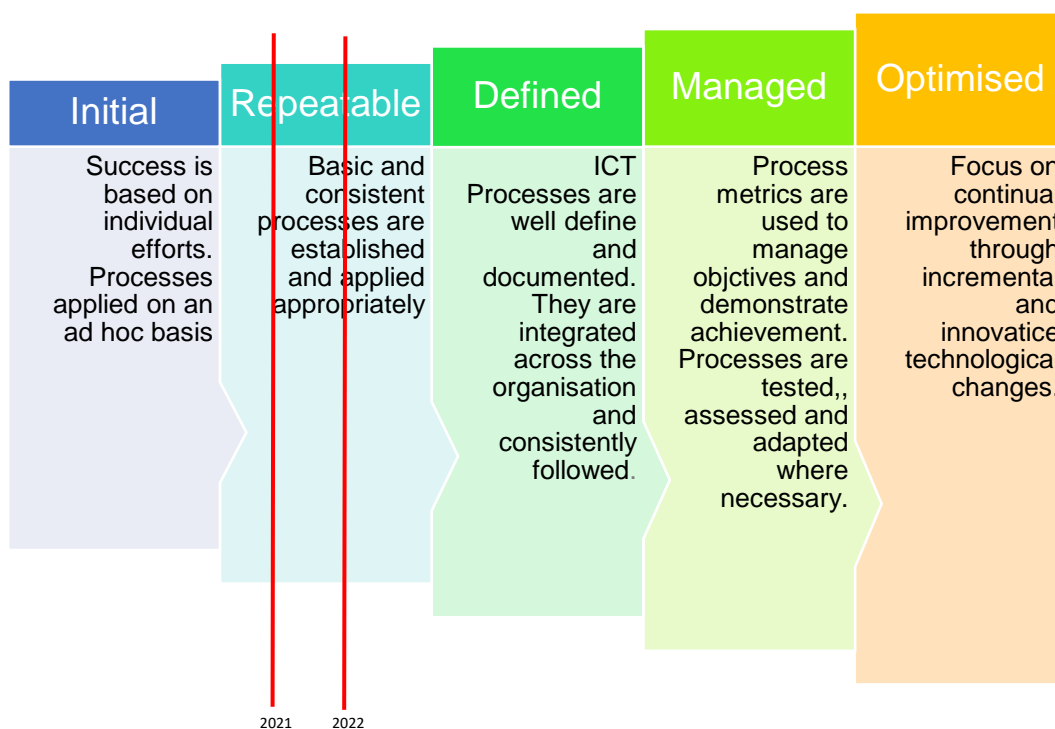 Initial
Success is
based on
individual
efforts.
Processes
applied on an
ad hoc basis
Repeatable
Basic and
consistent
processes are
established
and applied
appropriately
Defined
ICT
Processes are
well define
and
documented.
They are
integrated
across the
organisation
and
consistently
followed.
Managed
Process
metrics are
used to
manage
objctives and
demonstrate
achievement.
Processes are
tested,,
assessed and
adapted
where
necessary.
Optimised
Focus on
continua
improvement
through
incrementa
and
innovatice
technologica
changes.
2021
2022